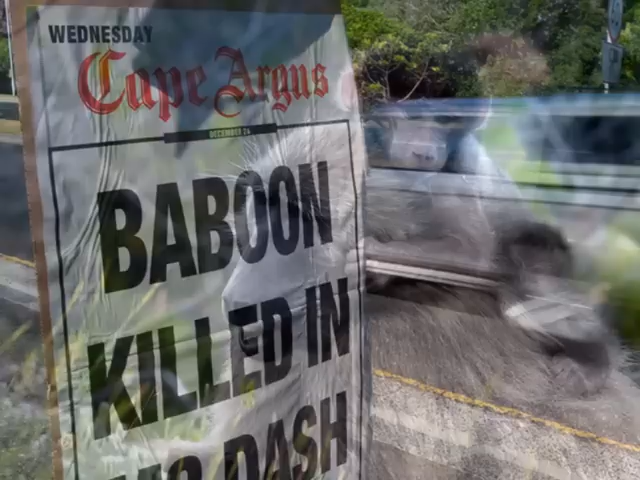 WEDNESDAY
Cape Argus
DECEMBER 24
BABOON
KILLED IN
DASH